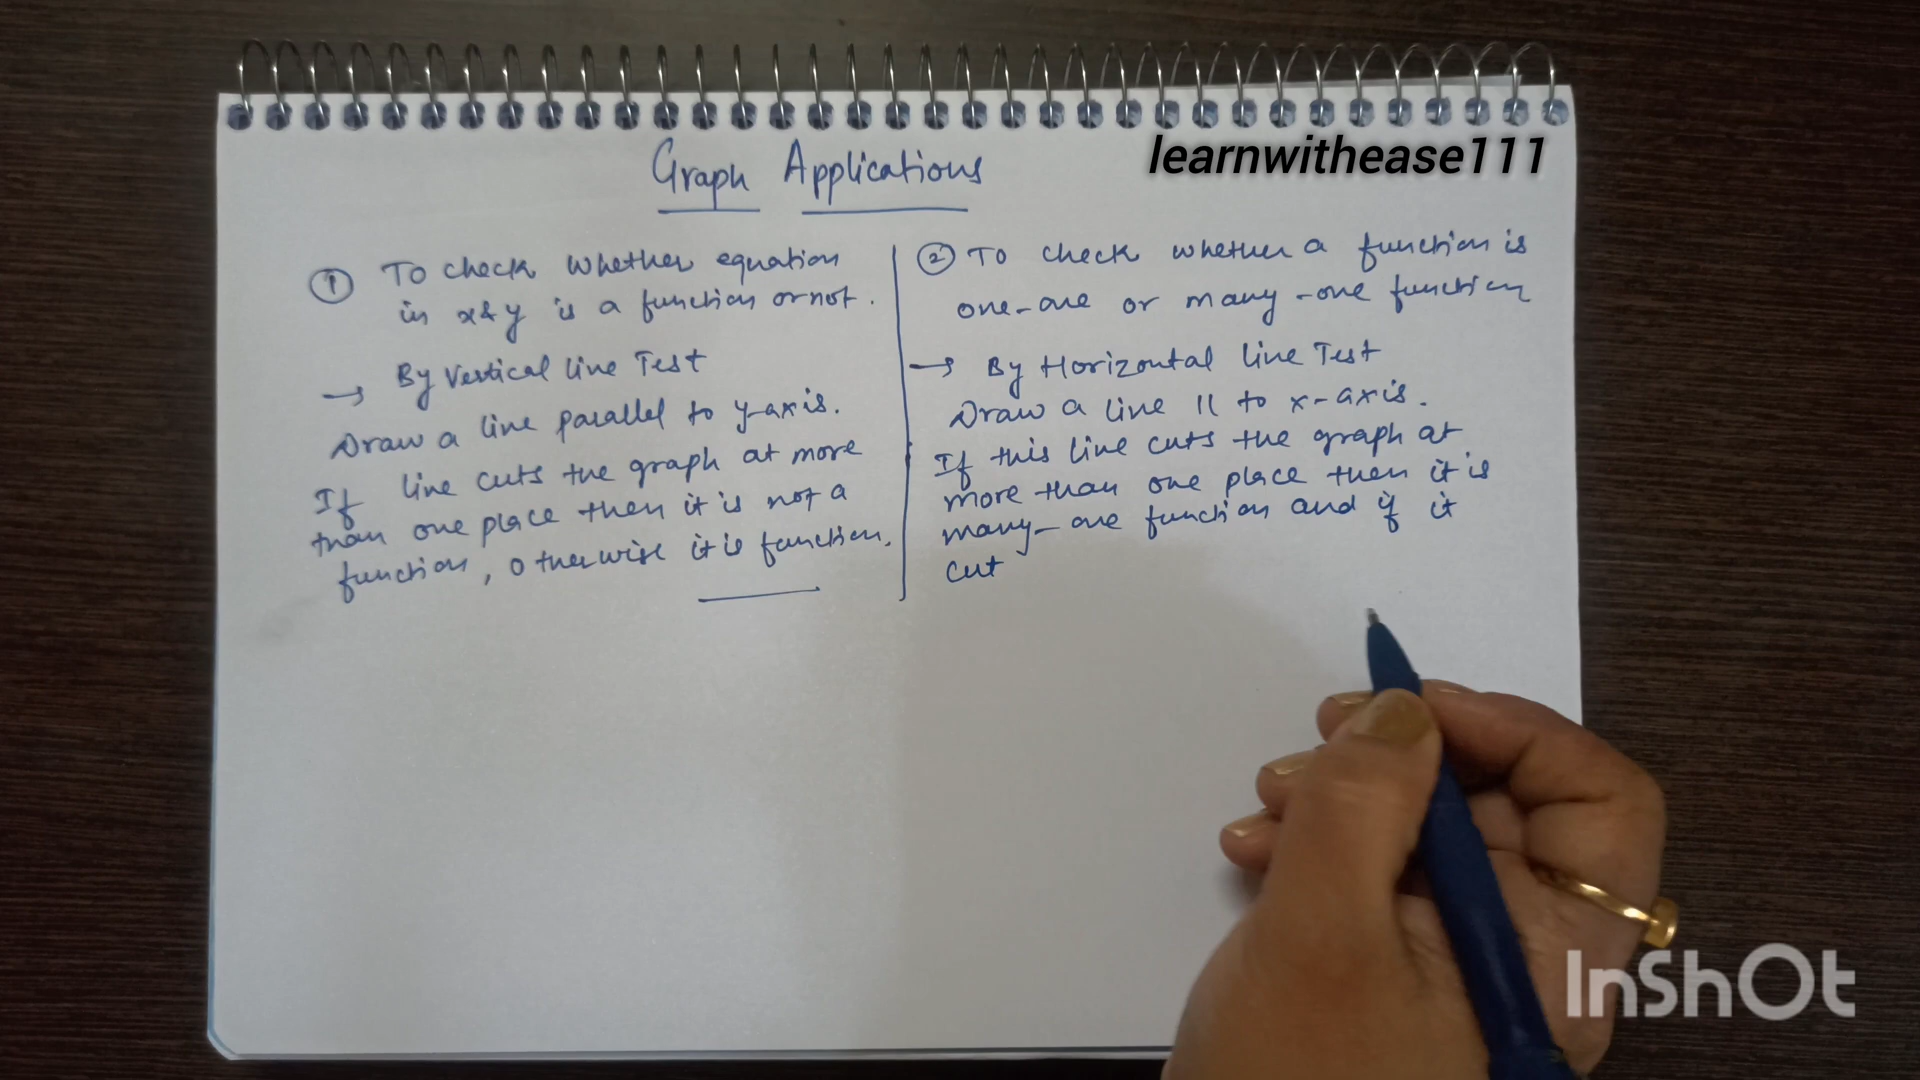 Graph Applications
learnwithease111
① To check whether equation
in x & y is a function or not.
→ By Vertical line Test
Draw a line parallel to y-axis.
If line cuts the graph at more
than one place then it is not a
function, otherwise it is function.
② To check whether a function is
one-one or many-one function
→ By Horizontal line Test
Draw a line || to x-axis.
If this line cuts the graph at
more than one place then it is
many-one function and if it
cut
InShOt